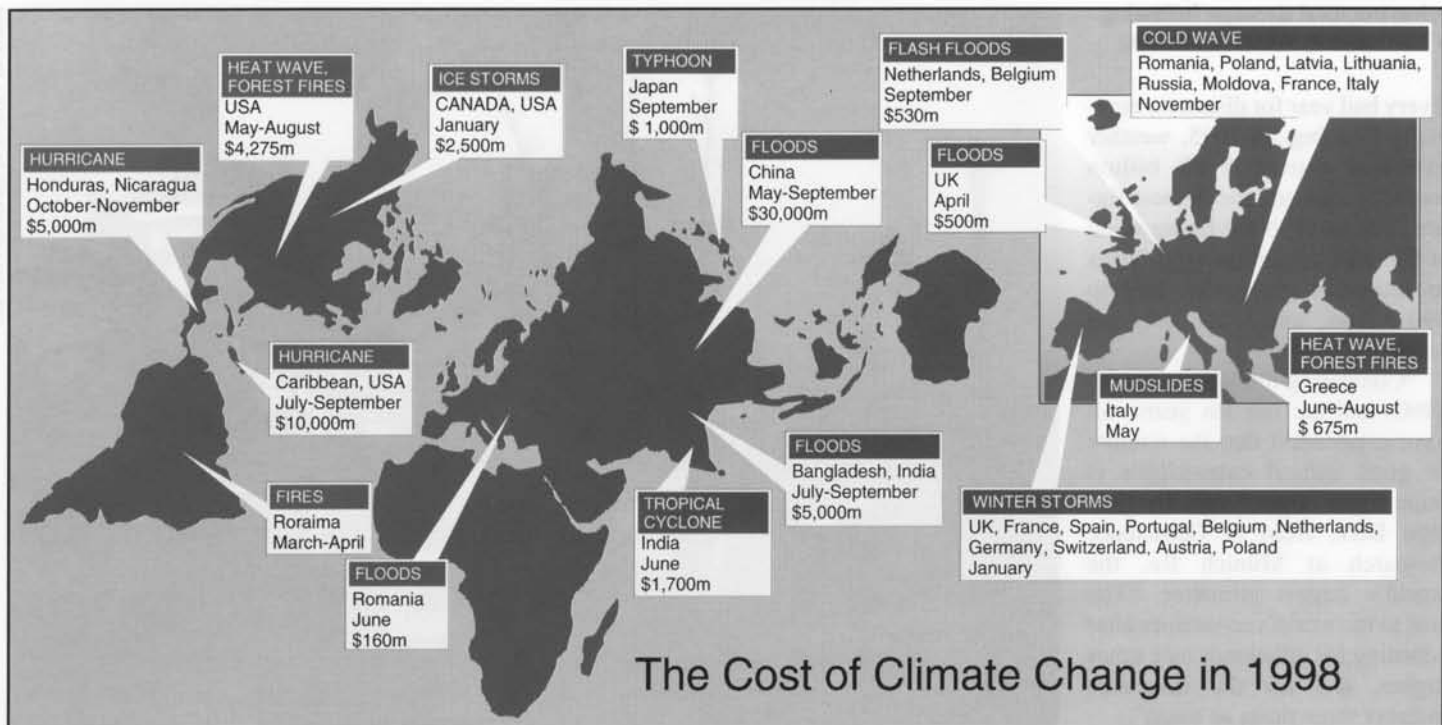 HURRICANE
Honduras, Nicaragua
October-November
$5,000m
HEAT WAVE,
FOREST FIRES
USA
May-August
$4,275m
ICE STORMS
CANADA, USA
January
$2,500m
TYPHOON
Japan
September
$ 1,000m
FLOODS
China
May-September
$30,000m
FLASH FLOODS
Netherlands, Belgium
September
$530m
COLD WAVE
Romania, Poland, Latvia, Lithuania,
Russia, Moldova, France, Italy
November
FLOODS
UK
April
$500m
HURRICANE
Caribbean, USA
July-September
$10,000m
FIRES
Roraima
March-April
FLOODS
Romania
June
$160m
TROPICAL
CYCLONE
India
June
$1,700m
FLOODS
Bangladesh, India
July-September
$5,000m
MUDSLIDES
Italy
May
HEAT WAVE,
FOREST FIRES
Greece
June-August
$ 675m
WINTER STORMS
UK, France, Spain, Portugal, Belgium ,Netherlands,
Germany, Switzerland, Austria, Poland
January
The Cost of Climate Change in 1998